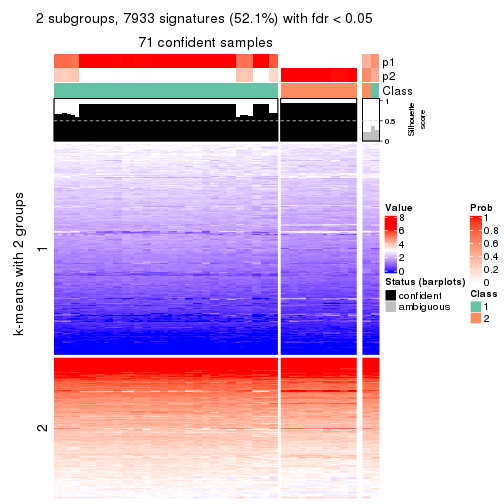 2 subgroups, 7933 signatures (52.1%) with fdr < 0.05
71 confident samples
p1
p2
Class
1
0.5
0
Silhouette
score
k-means with 2 groups
1
2
Value
8
6
4
2
0
Status (barplots)
confident
ambiguous
Prob
1
0.8
0.6
0.4
0.2
0
Class
1
2